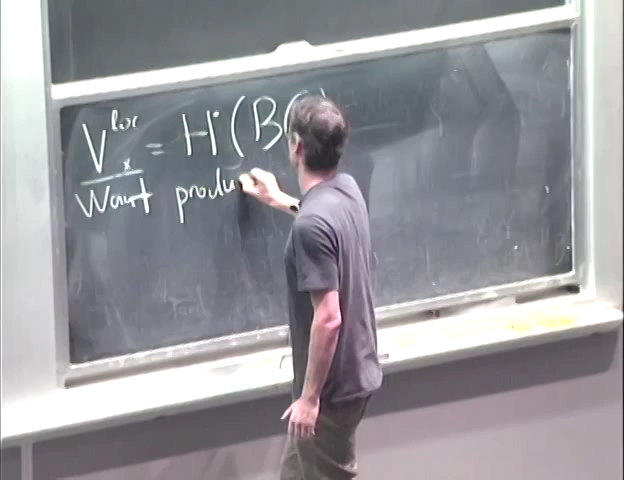 V^loc_x = H^i(B(
Want produ